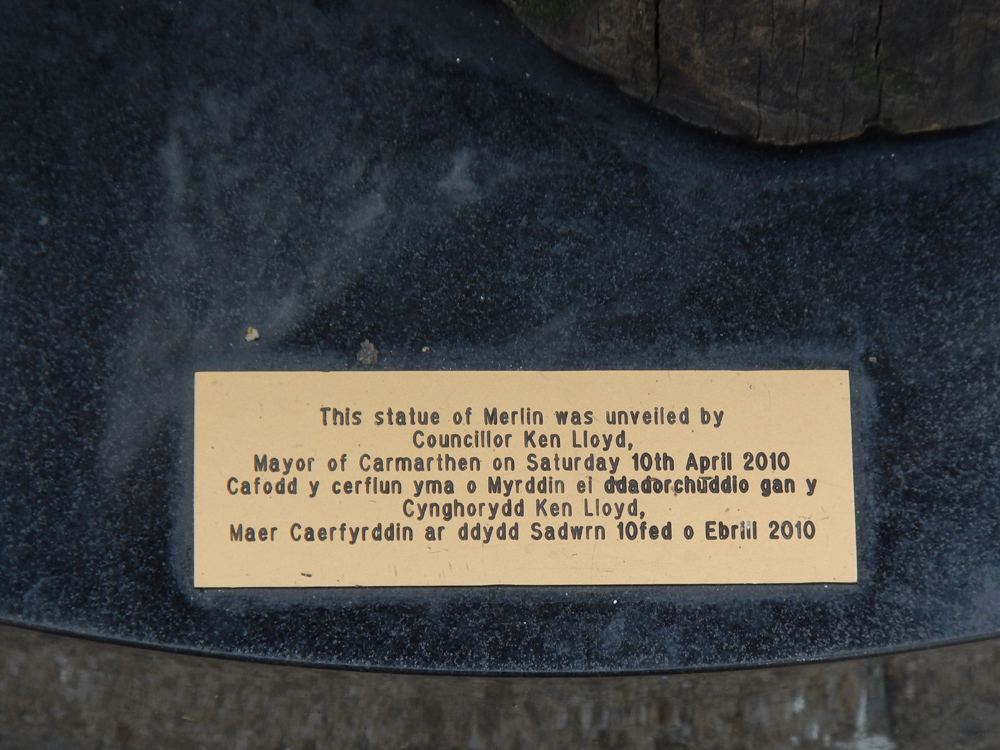 This statue of Merlin was unveiled by
Councillor Ken Lloyd,
Mayor of Carmarthen on Saturday 10th April 2010
Cafodd y cerflun yma o Myrddin ei ddadorchuddio gan y
Cynghorydd Ken Lloyd,
Maer Caerfyrddin ar ddydd Sadwrn 10fed o Ebrill 2010